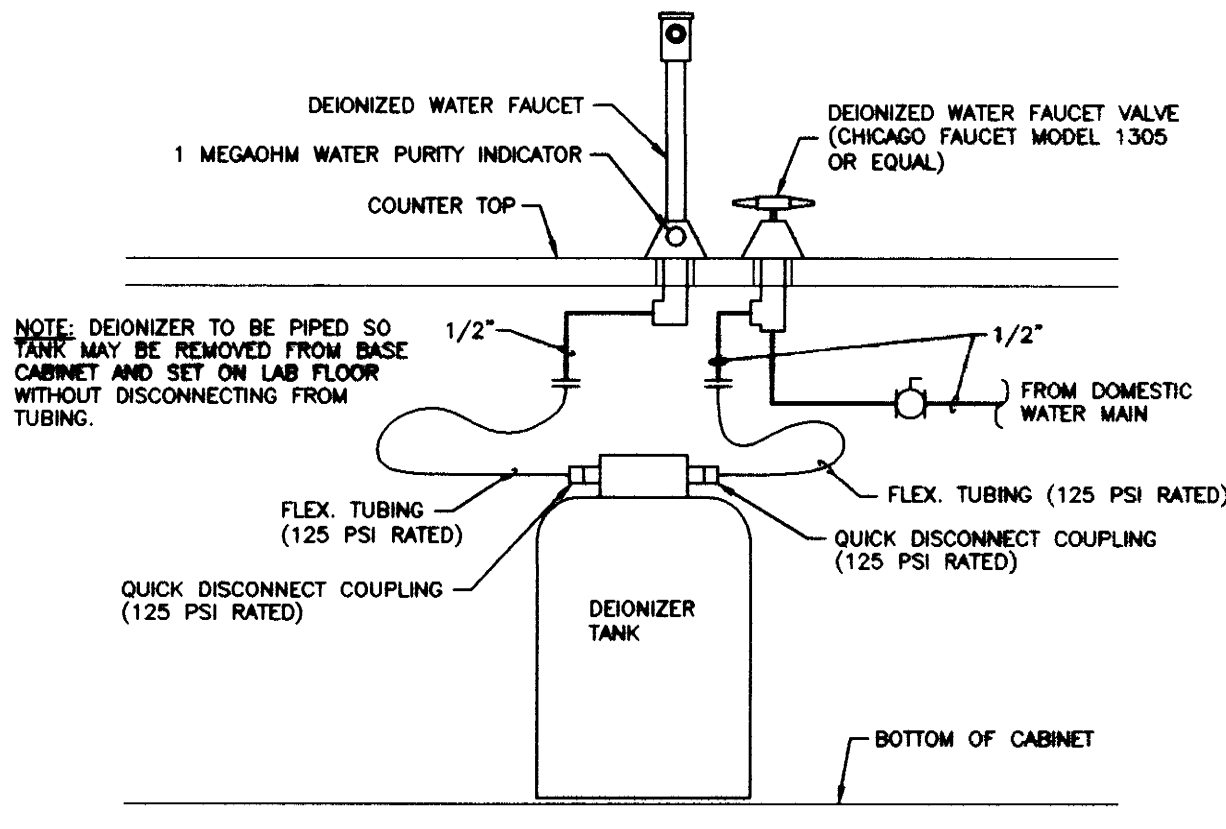 DEIONIZED WATER FAUCET
1 MEGAOHM WATER PURITY INDICATOR
COUNTER TOP
DEIONIZED WATER FAUCET VALVE
(CHICAGO FAUCET MODEL 1305
OR EQUAL)
NOTE: DEIONIZER TO BE PIPED SO
TANK MAY BE REMOVED FROM BASE
CABINET AND SET ON LAB FLOOR
WITHOUT DISCONNECTING FROM
TUBING.
1/2"
1/2"
FROM DOMESTIC
WATER MAIN
FLEX. TUBING
(125 PSI RATED)
FLEX. TUBING (125 PSI RATED)
QUICK DISCONNECT COUPLING
(125 PSI RATED)
QUICK DISCONNECT COUPLING
(125 PSI RATED)
DEIONIZER
TANK
BOTTOM OF CABINET